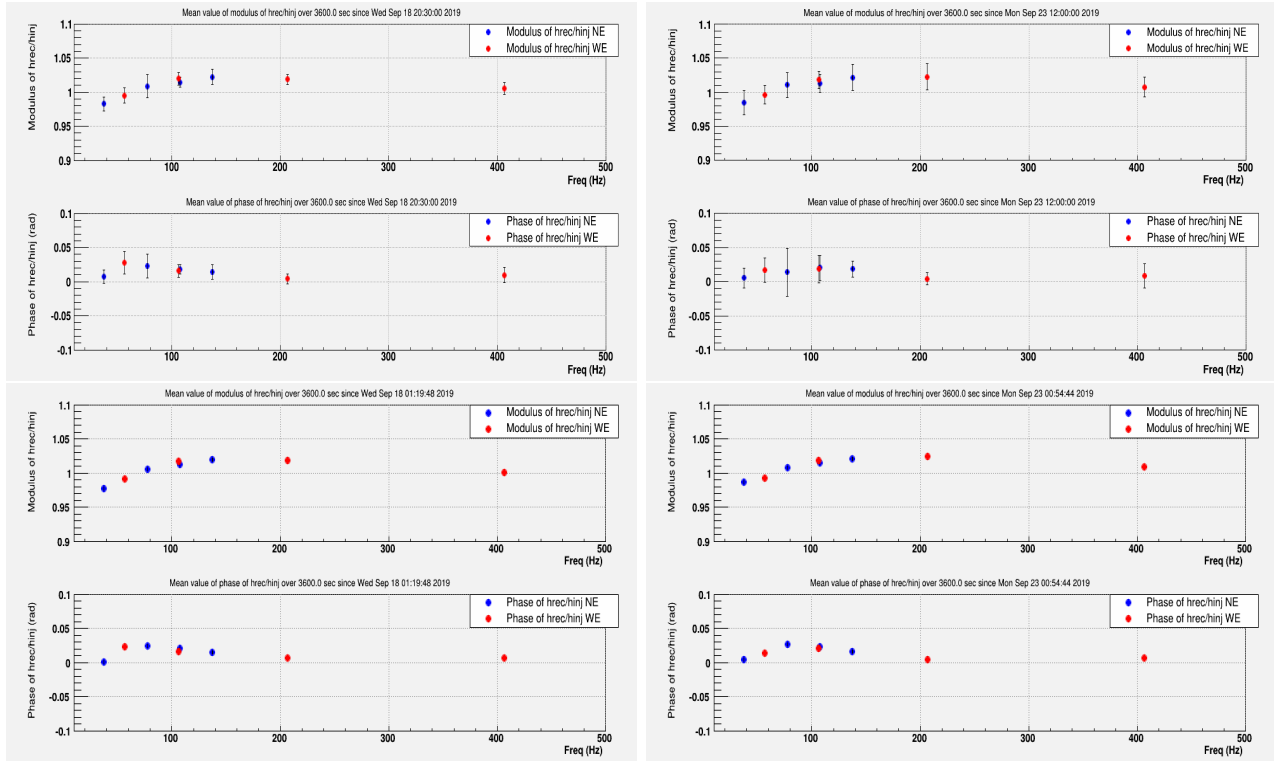 Mean value of modulus of hrec/hinj over 3600.0 sec since Wed Sep 18 20:30:00 2019
Modulus of hrec/hinj
1.1
1.05
1
0.95
0.9
Modulus of hrec/hinj NE
Modulus of hrec/hinj WE
100 200 300 400 500
Freq (Hz)
Mean value of phase of hrec/hinj over 3600.0 sec since Wed Sep 18 20:30:00 2019
Phase of hrec/hinj (rad)
0.1
0.05
0
-0.05
-0.1
Phase of hrec/hinj NE
Phase of hrec/hinj WE
100 200 300 400 500
Freq (Hz)
Mean value of modulus of hrec/hinj over 3600.0 sec since Mon Sep 23 12:00:00 2019
Modulus of hrec/hinj
1.1
1.05
1
0.95
0.9
Modulus of hrec/hinj NE
Modulus of hrec/hinj WE
100 200 300 400 500
Freq (Hz)
Mean value of phase of hrec/hinj over 3600.0 sec since Mon Sep 23 12:00:00 2019
Phase of hrec/hinj (rad)
0.1
0.05
0
-0.05
-0.1
Phase of hrec/hinj NE
Phase of hrec/hinj WE
100 200 300 400 500
Freq (Hz)
Mean value of modulus of hrec/hinj over 3600.0 sec since Wed Sep 18 01:19:48 2019
Modulus of hrec/hinj
1.1
1.05
1
0.95
0.9
Modulus of hrec/hinj NE
Modulus of hrec/hinj WE
100 200 300 400 500
Freq (Hz)
Mean value of phase of hrec/hinj over 3600.0 sec since Wed Sep 18 01:19:48 2019
Phase of hrec/hinj (rad)
0.1
0.05
0
-0.05
-0.1
Phase of hrec/hinj NE
Phase of hrec/hinj WE
100 200 300 400 500
Freq (Hz)
Mean value of modulus of hrec/hinj over 3600.0 sec since Mon Sep 23 00:54:44 2019
Modulus of hrec/hinj
1.1
1.05
1
0.95
0.9
Modulus of hrec/hinj NE
Modulus of hrec/hinj WE
100 200 300 400 500
Freq (Hz)
Mean value of phase of hrec/hinj over 3600.0 sec since Mon Sep 23 00:54:44 2019
Phase of hrec/hinj (rad)
0.1
0.05
0
-0.05
-0.1
Phase of hrec/hinj NE
Phase of hrec/hinj WE
100 200 300 400 500
Freq (Hz)